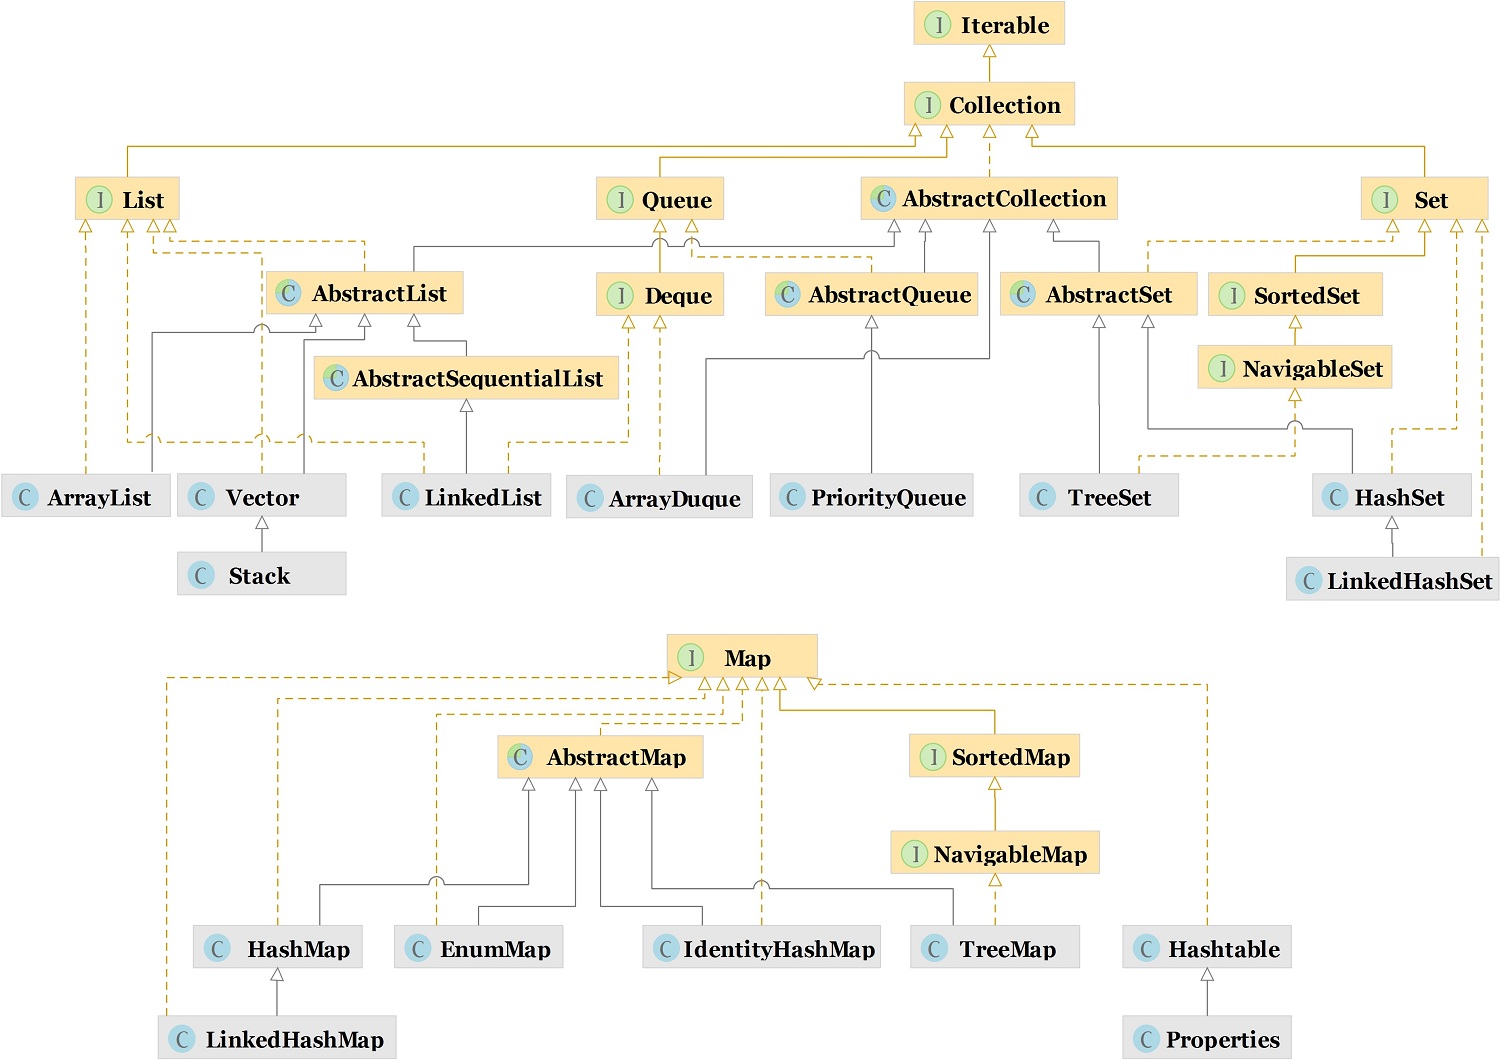 I Iterable
I Collection
I List
I Queue
C AbstractCollection
I Set
C AbstractList
I Deque
C AbstractQueue
C AbstractSet
I SortedSet
C AbstractSequentialList
I NavigableSet
C ArrayList
C Vector
C LinkedList
C ArrayDuque
C PriorityQueue
C TreeSet
C HashSet
C Stack
C LinkedHashSet
I Map
C AbstractMap
I SortedMap
I NavigableMap
C HashMap
C EnumMap
C IdentityHashMap
C TreeMap
C Hashtable
C LinkedHashMap
C Properties